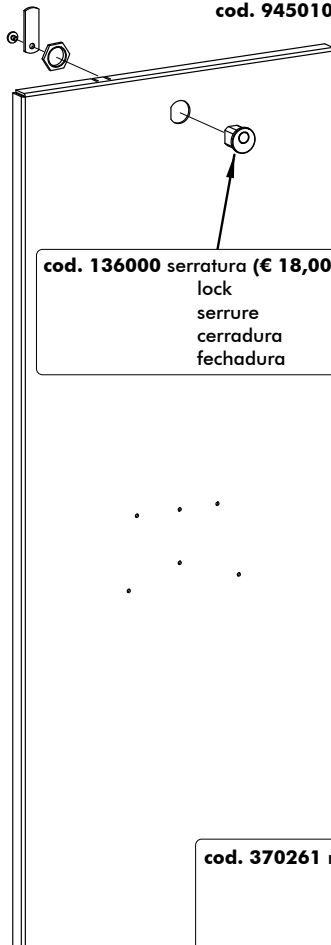 cod. 945010
cod. 136000 serratura (€ 18,00
lock
serrure
cerradura
fechadura
cod. 370261